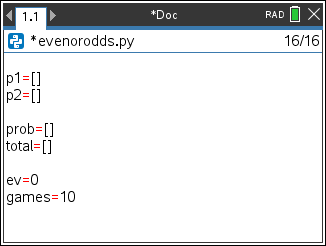 1.1 *Doc RAD
*evenorodds.py 16/16
p1=[]
p2=[]
prob=[]
total=[]
ev=0
games=10